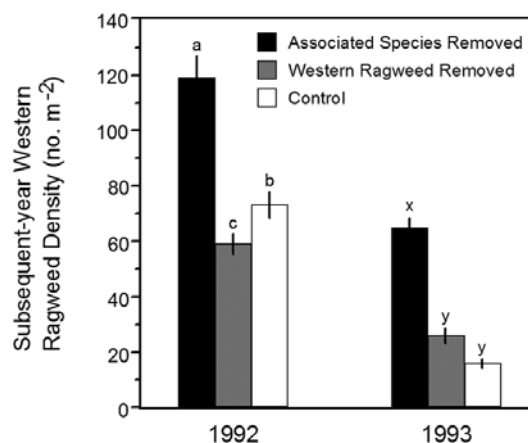 Subsequent-year Western
Ragweed Density (no. m-2)
140
120
100
80
60
40
20
0
Associated Species Removed
Western Ragweed Removed
Control
a
c
b
x
y
y
1992
1993